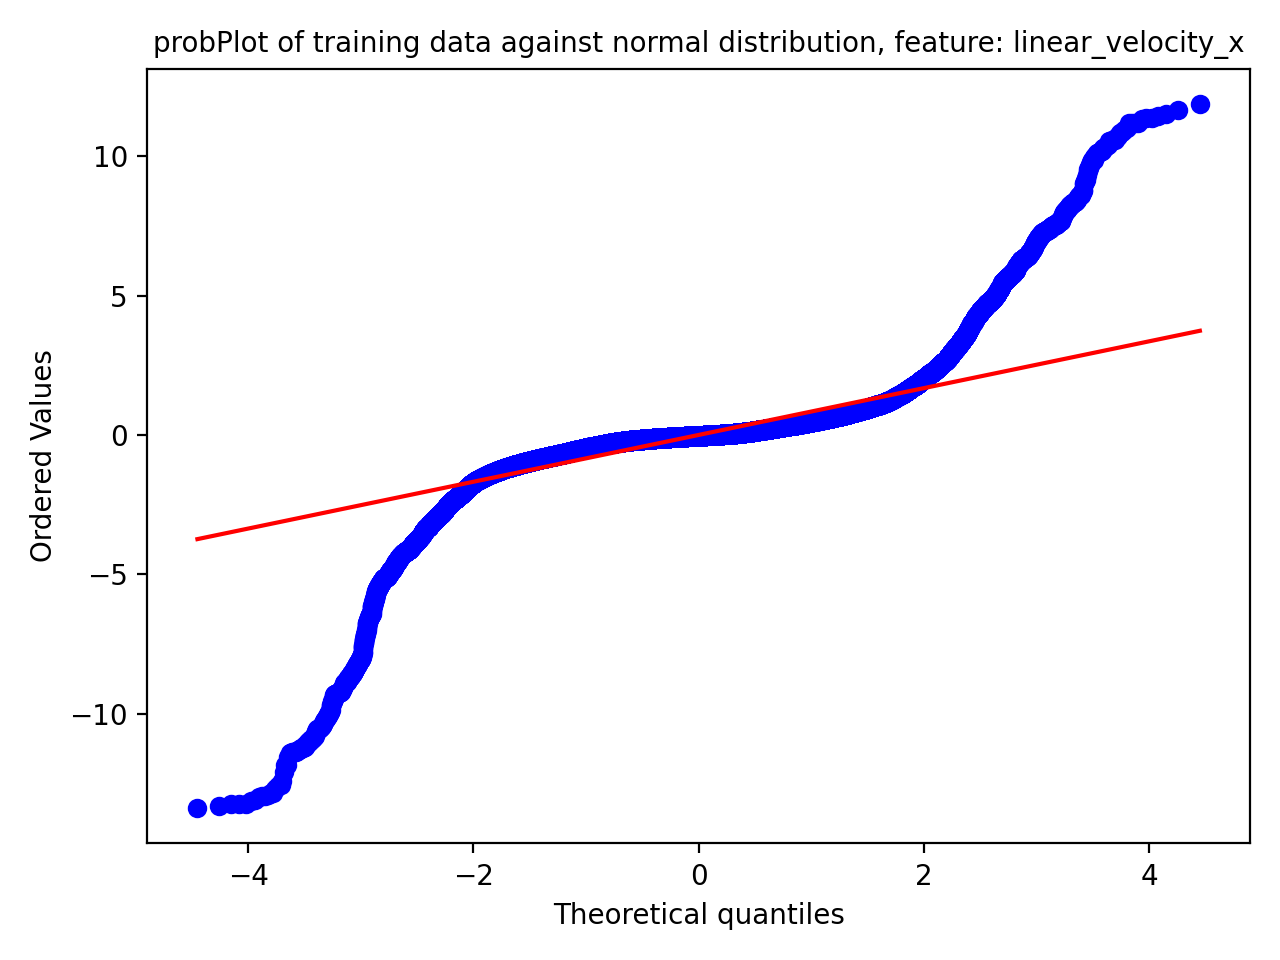 probPlot of training data against normal distribution, feature: linear_velocity_x
10
5
0
−5
−10
Ordered Values
−4 −2 0 2 4
Theoretical quantiles